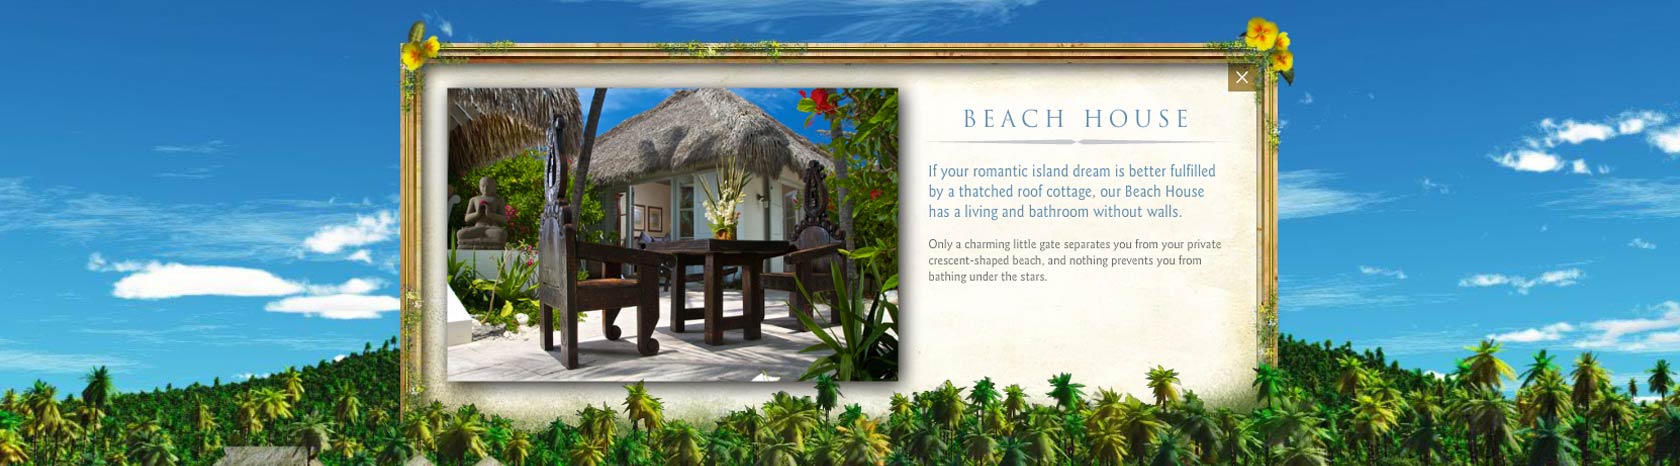 BEACH HOUSE
If your romantic island dream is better fulfilled
by a thatched roof cottage, our Beach House
has a living and bathroom without walls.
Only a charming little gate separates you from your private
crescent-shaped beach, and nothing prevents you from
bathing under the stars.